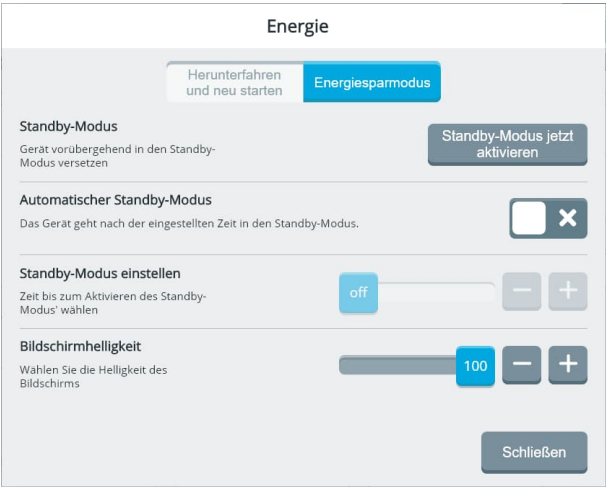 Energie
Herunterfahren
und neu starten
Energiesparmodus
Standby-Modus
Gerät vorübergehend in den Standby-
Modus versetzen
Standby-Modus jetzt
aktivieren
Automatischer Standby-Modus
Das Gerät geht nach der eingestellten Zeit in den Standby-Modus.
Standby-Modus einstellen
Zeit bis zum Aktivieren des Standby-
Modus' wählen
off
Bildschirmhelligkeit
Wählen Sie die Helligkeit des
Bildschirms
100
Schließen